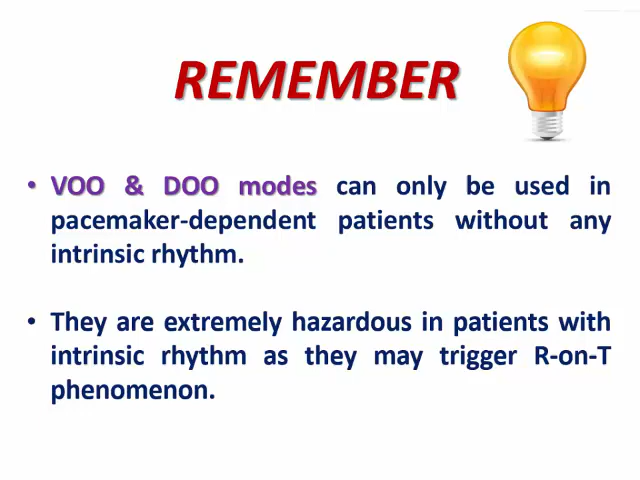 REMEMBER
• VOO & DOO modes can only be used in
pacemaker-dependent patients without any
intrinsic rhythm.
• They are extremely hazardous in patients with
intrinsic rhythm as they may trigger R-on-T
phenomenon.